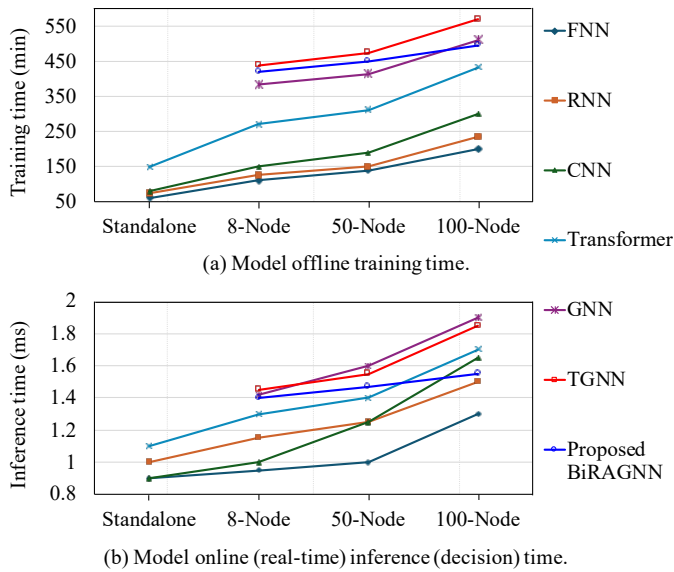 Training time (min)
550
450
350
250
150
50
Standalone 8-Node 50-Node 100-Node
(a) Model offline training time.
Inference time (ms)
2
1.8
1.6
1.4
1.2
1
0.8
Standalone 8-Node 50-Node 100-Node
(b) Model online (real-time) inference (decision) time.
FNN
RNN
CNN
Transformer
GNN
TGNN
Proposed
BiRAGNN